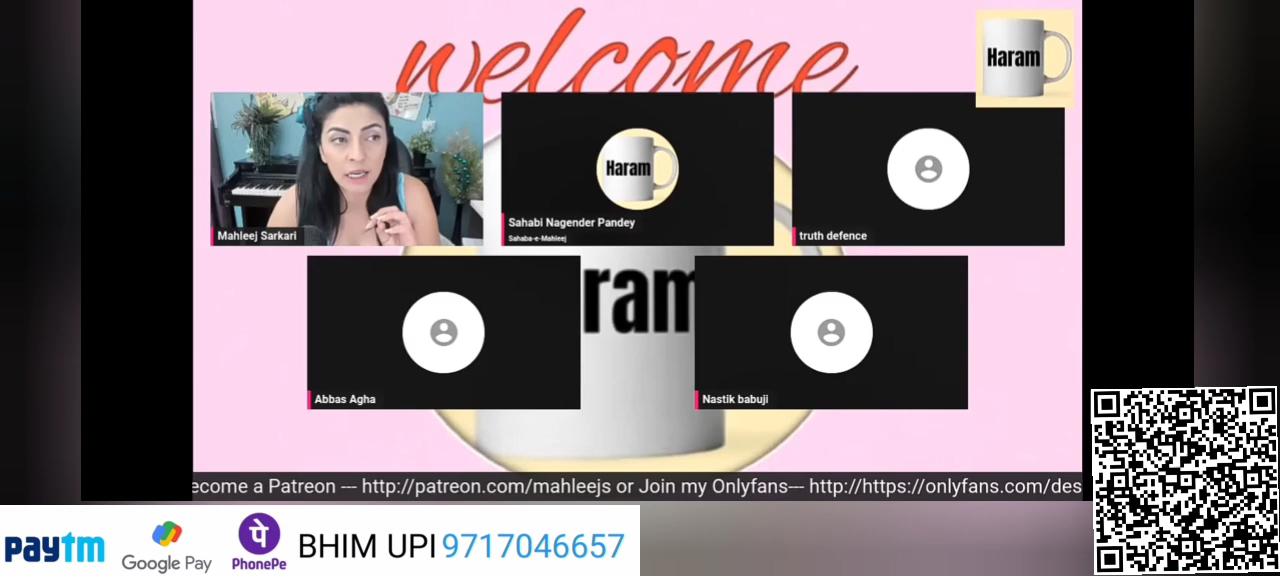 welcome
Haram
Haram
Mahleej Sarkari
Sahabi Nagender Pandey
Sahaba-e-Mahleej
truth defence
ram
Abbas Agha
Nastik babuji
ecome a Patreon --- http://patreon.com/mahleejs or Join my Onlyfans--- http://https://onlyfans.com/des
paytm
Google Pay
पे
PhonePe
BHIM UPI 9717046657